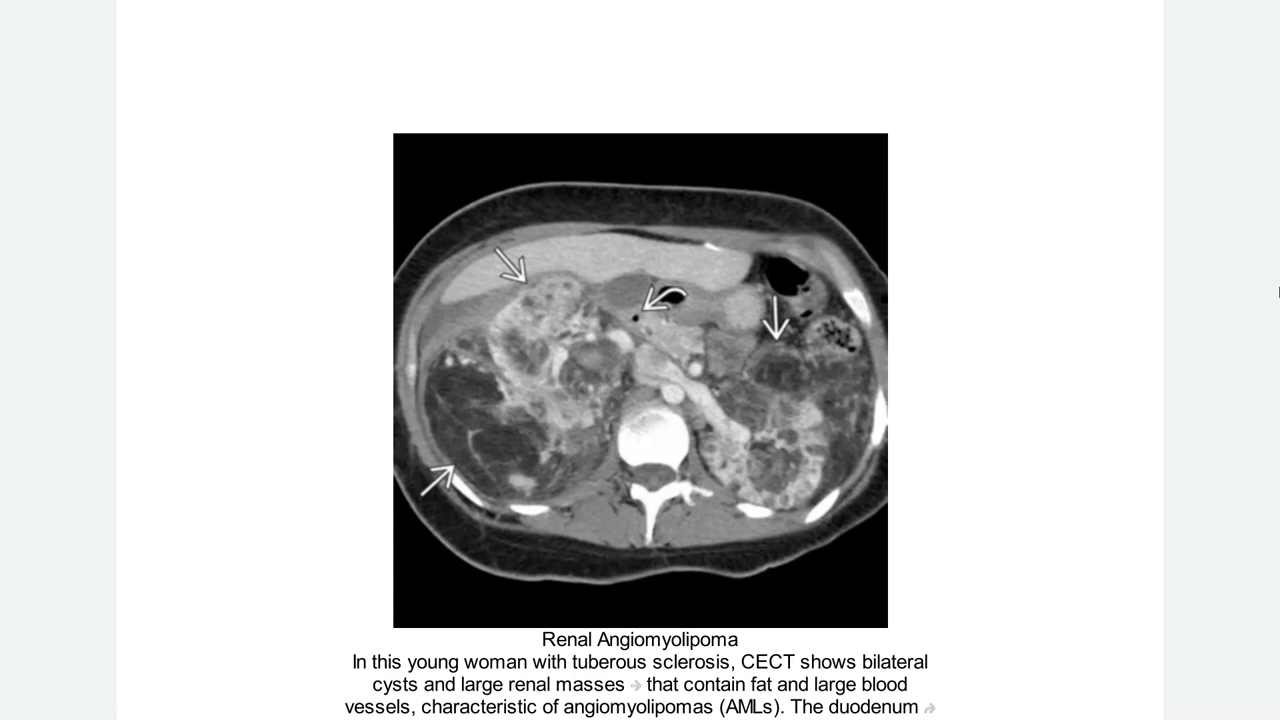 Renal Angiomyolipoma
In this young woman with tuberous sclerosis, CECT shows bilateral
cysts and large renal masses → that contain fat and large blood
vessels, characteristic of angiomyolipomas (AMLs). The duodenum